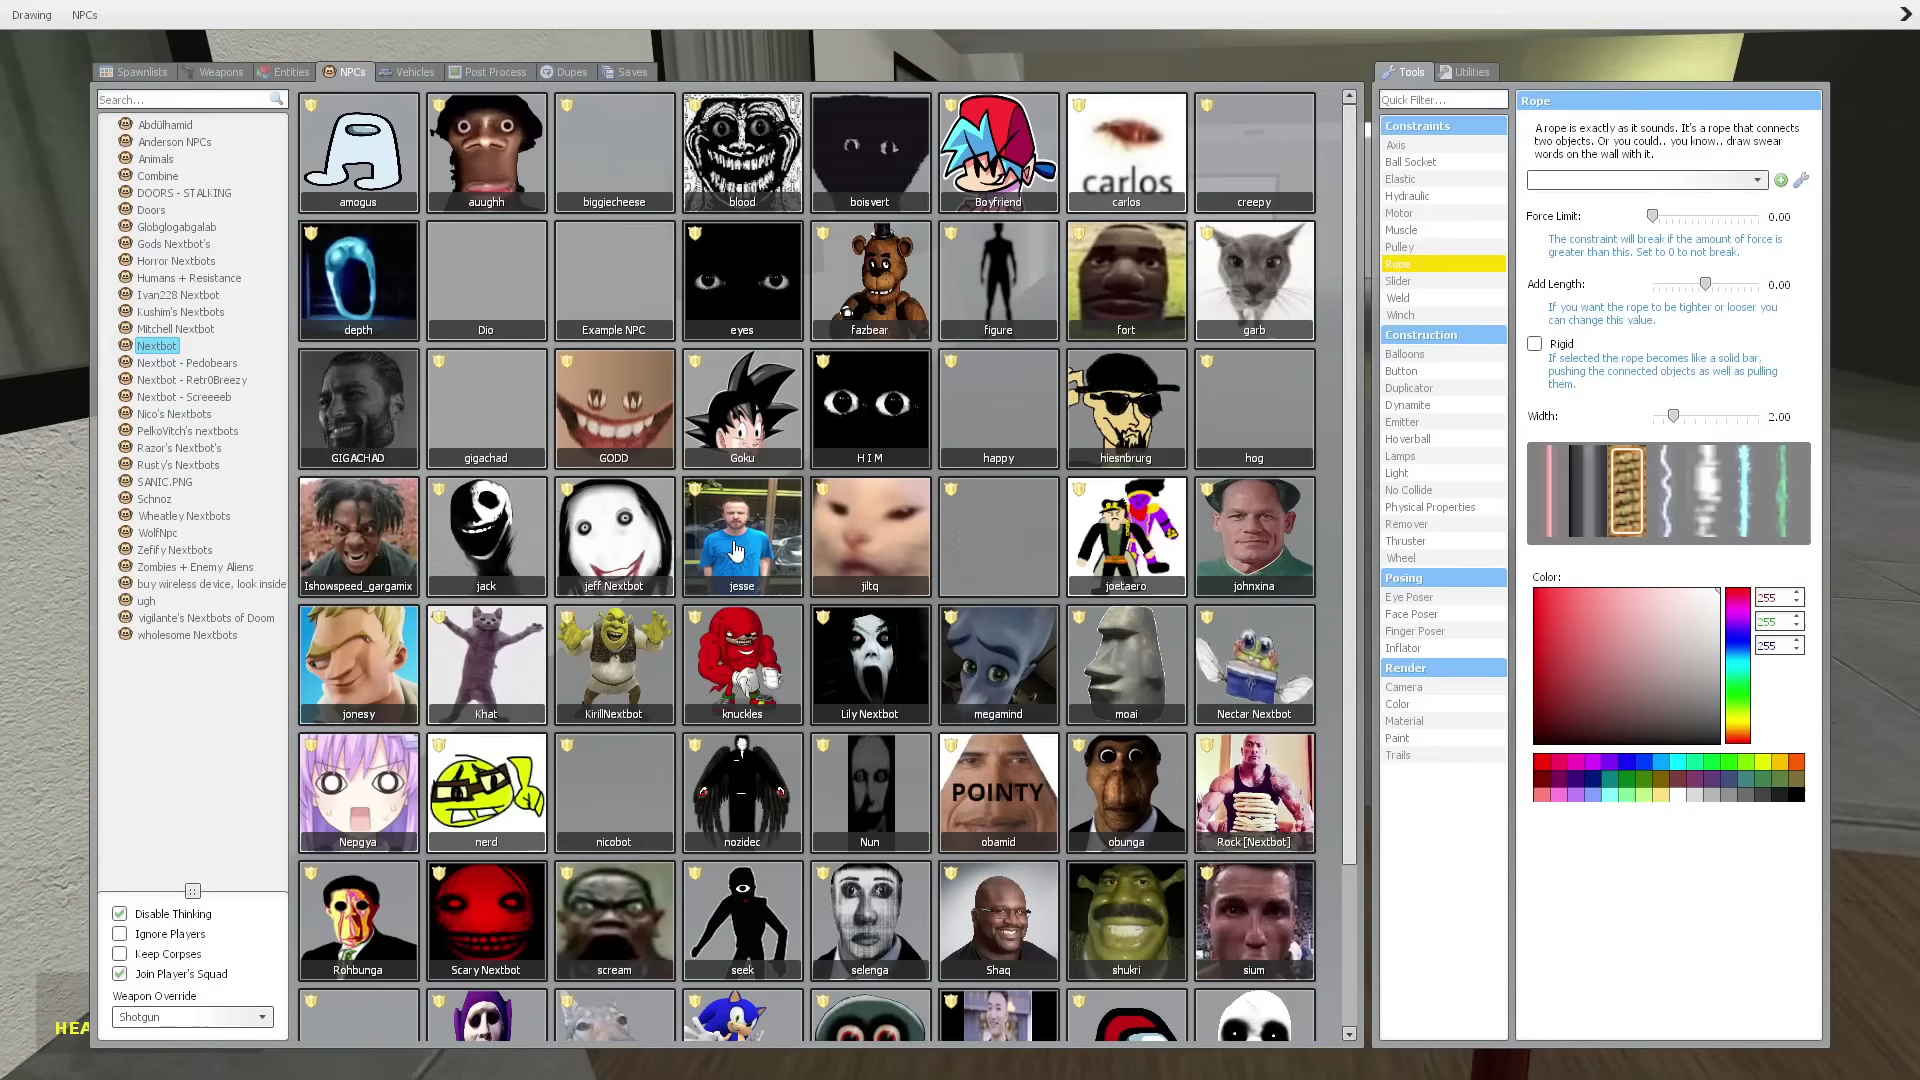 Drawing NPCs
Spawnlists Weapons Entities NPCs Vehicles Post Process Dupes Saves
Search...
Abdülhamid
Anderson NPCs
Animals
Combine
DOORS - STALKING
Doors
Globglogabgalab
Gods Nextbot's
Horror Nextbots
Humans + Resistance
Ivan228 Nextbot
Kushim's Nextbots
Mitchell Nextbot
Nextbot
Nextbot - Pedobears
Nextbot - Retr0Breezy
Nextbot - Screeeeb
Nico's Nextbots
PelkoVitch's nextbots
Razor's Nextbot's
Rusty's Nextbots
SANIC.PNG
Schnoz
Wheatley Nextbots
WolfNpc
Zefify Nextbots
Zombies + Enemy Aliens
buy wireless device, look inside
ugh
vigilante's Nextbots of Doom
wholesome Nextbots
Disable Thinking
Ignore Players
Keep Corpses
Join Player's Squad
Weapon Override
Shotgun
HEA
carlos
amogus auughh biggiecheese blood boisvert Boyfriend carlos creepy
depth Dio Example NPC eyes fazbear figure fort garb
GIGACHAD gigachad GODD Goku H I M happy hiesnbrurg hog
Ishowspeed_gargamix jack jeff Nextbot jesse jiltq joetaero johnxina
jonesy Khat KirillNextbot knuckles Lily Nextbot megamind moai Nectar Nextbot
POINTY
Nepgya nerd nicobot nozidec Nun obamid obunga Rock [Nextbot]
Rohbunga Scary Nextbot scream seek selenga Shaq shukri sium
Tools Utilities
Quick Filter...
Constraints
Axis
Ball Socket
Elastic
Hydraulic
Motor
Muscle
Pulley
Rope
Slider
Weld
Winch
Construction
Balloons
Button
Duplicator
Dynamite
Emitter
Hoverball
Lamps
Light
No Collide
Physical Properties
Remover
Thruster
Wheel
Posing
Eye Poser
Face Poser
Finger Poser
Inflator
Render
Camera
Color
Material
Paint
Trails
Rope
A rope is exactly as it sounds. It's a rope that connects
two objects. Or you could.. you know.. draw swear
words on the wall with it.
Force Limit: 0.00
The constraint will break if the amount of force is
greater than this. Set to 0 to not break.
Add Length: 0.00
If you want the rope to be tighter or looser you
can change this value.
Rigid
If selected the rope becomes like a solid bar,
pushing the connected objects as well as pulling
them.
Width: 2.00
Color:
255
255
255